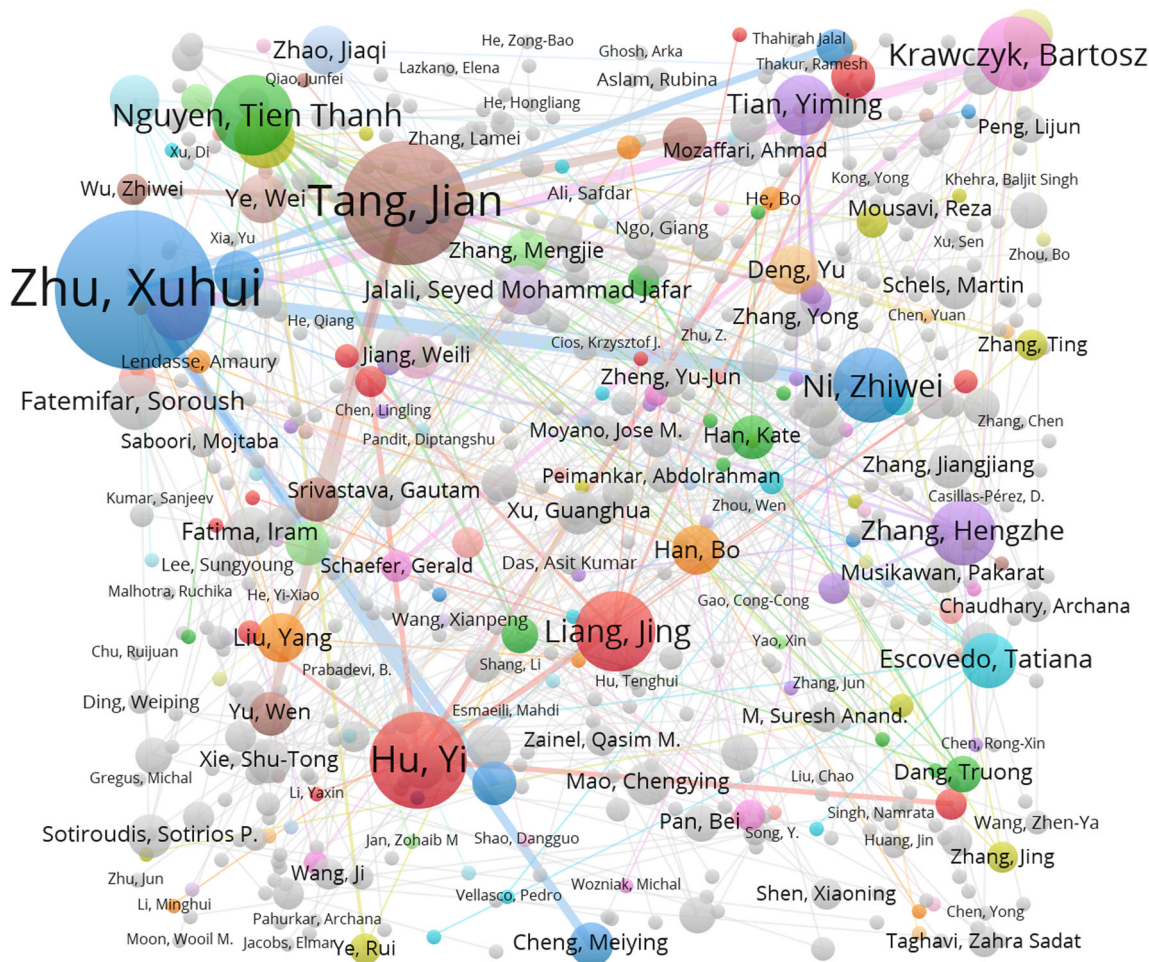 He, Zong-Bao
Thahirah Jalal
Zhao, Jiaqi
Ghosh, Arka
Krawczyk, Bartosz
Lazkano, Elena
Thakur, Ramesh
Qiao, Junfei
Aslam, Rubina
He, Hongliang
Tian, Yiming
Nguyen, Tien Thanh
Peng, Lijun
Zhang, Lamei
Xu, Di
Mozaffari, Ahmad
Kong, Yong
Khehra, Baljit Singh
Wu, Zhiwei
Ali, Safdar
Ye, Wei
Tang, Jian
He, Bo
Mousavi, Reza
Ngo, Giang
Xia, Yu
Xu, Sen
Zhang, Mengjie
Zhou, Bo
Deng, Yu
Zhu, Xuhui
Jalali, Seyed Mohammad Jafar
Schels, Martin
Chen, Yuan
Zhang, Yong
He, Qiang
Zhu, Z.
Cios, Krzysztof J.
Zhang, Ting
Lendasse, Amaury
Jiang, Weili
Zheng, Yu-Jun
Ni, Zhiwei
Fatemifar, Soroush
Chen, Lingling
Zhang, Chen
Moyano, Jose M.
Han, Kate
Saboori, Mojtaba
Pandit, Diptangshu
Zhang, Jiangjiang
Peimankar, Abdolrahman
Srivastava, Gautam
Kumar, Sanjeev
Casillas-Pérez, D.
Zhou, Wen
Xu, Guanghua
Fatima, Iram
Zhang, Hengzhe
Han, Bo
Lee, Sungyoung
Schaefer, Gerald
Das, Asit Kumar
Musikawan, Pakarat
Malhotra, Ruchika
He, Yi-Xiao
Gao, Cong-Cong
Chaudhary, Archana
Wang, Xianpeng
Liu, Yang
Liang, Jing
Chu, Ruijuan
Yao, Xin
Escovedo, Tatiana
Shang, Li
Prabadevi, B.
Hu, Tenghui
Zhang, Jun
Ding, Weiping
Yu, Wen
Esmaeili, Mahdi
M, Suresh Anand.
Zainel, Qasim M.
Chen, Rong-Xin
Xie, Shu-Tong
Hu, Yi
Gregus, Michal
Mao, Chengying
Liu, Chao
Dang, Truong
Li, Yaxin
Singh, Namrata
Pan, Bei
Wang, Zhen-Ya
Sotiroudis, Sotirios P.
Jan, Zohaib M
Shao, Dangguo
Song, Y.
Huang, Jin
Zhang, Jing
Wang, Ji
Zhu, Jun
Wozniak, Michal
Vellasco, Pedro
Shen, Xiaoning
Li, Minghui
Chen, Yong
Pahurkar, Archana
Moon, Wooil M.
Jacobs, Elmar
Ye, Rui
Cheng, Meiying
Taghavi, Zahra Sadat